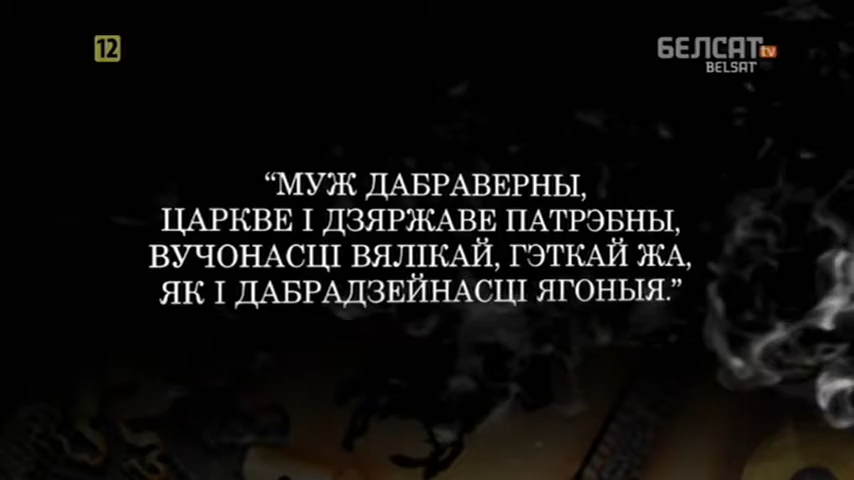 12
БЕЛСАТ tv
BELSAT
“МУЖ ДАБРАВЕРНЫ,
ЦАРКВЕ І ДЗЯРЖАВЕ ПАТРЭБНЫ,
ВУЧОНАСЦІ ВЯЛІКАЙ, ГЭТКАЙ ЖА,
ЯК І ДАБРАДЗЕЙНАСЦІ ЯГОНЫЯ.”